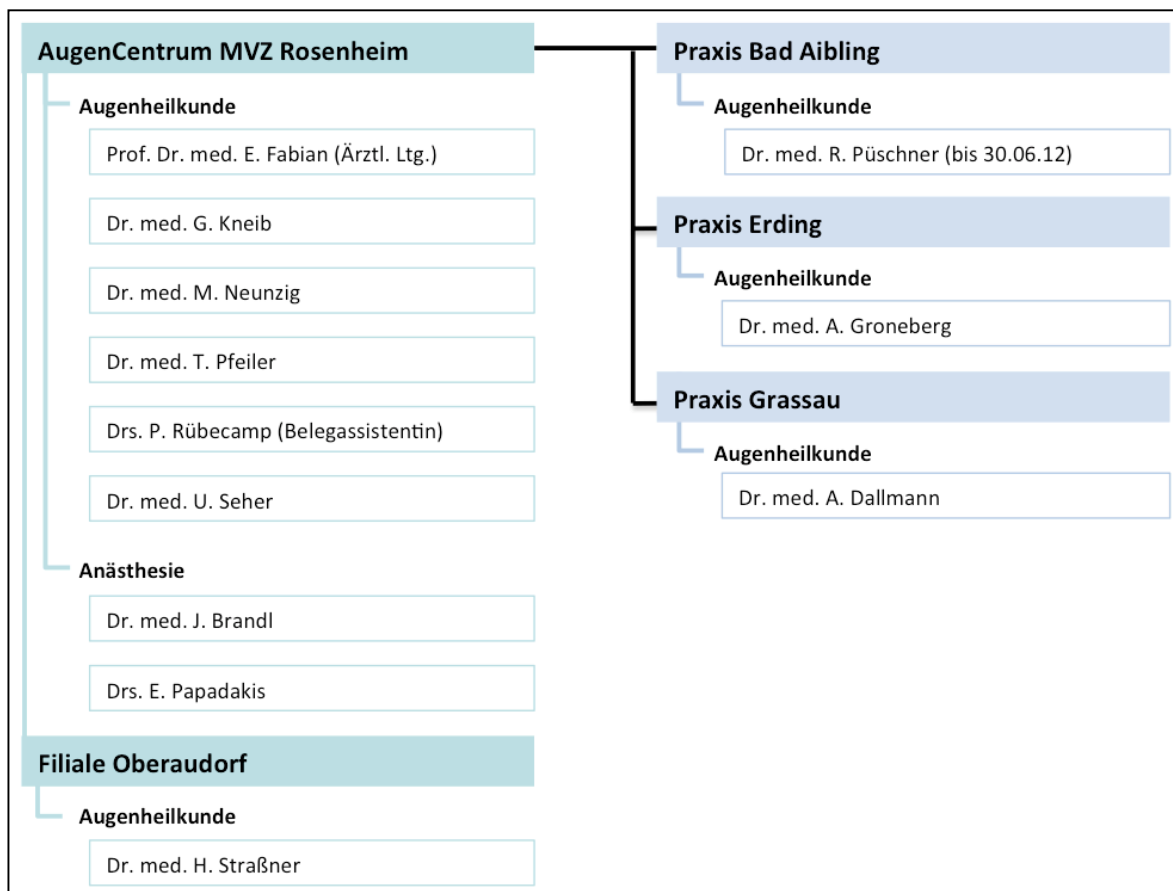 AugenCentrum MVZ Rosenheim
Augenheilkunde
Prof. Dr. med. E. Fabian (Ärztl. Ltg.)
Dr. med. G. Kneib
Dr. med. M. Neunzig
Dr. med. T. Pfeiler
Drs. P. Rübecamp (Belegassistentin)
Dr. med. U. Seher
Anästhesie
Dr. med. J. Brandl
Drs. E. Papadakis
Filiale Oberaudorf
Augenheilkunde
Dr. med. H. Straßner
Praxis Bad Aibling
Augenheilkunde
Dr. med. R. Püschner (bis 30.06.12)
Praxis Erding
Augenheilkunde
Dr. med. A. Groneberg
Praxis Grassau
Augenheilkunde
Dr. med. A. Dallmann